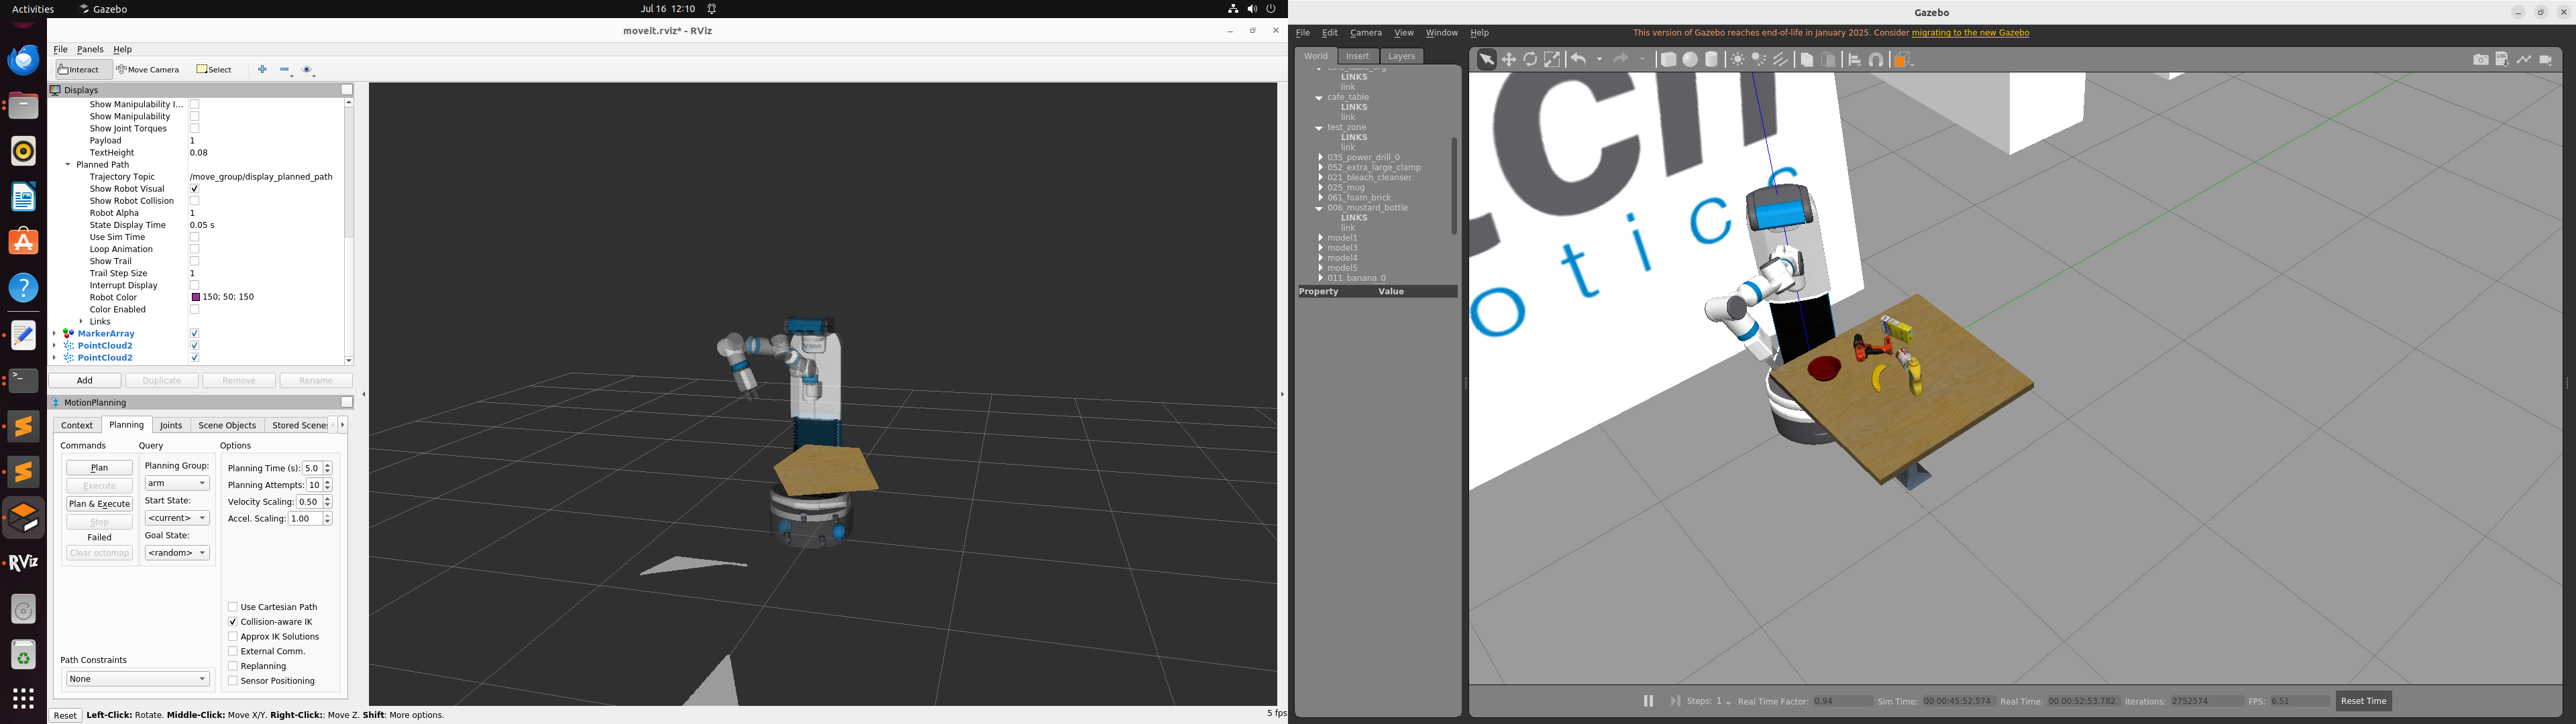 Activities
Gazebo
Jul 16 12:10
moveit.rviz* - RViz
File Panels Help
Interact Move Camera Select
Displays
Show Manipulability I...
Show Manipulability
Show Joint Torques
Payload 1
TextHeight 0.08
Planned Path
Trajectory Topic /move_group/display_planned_path
Show Robot Visual
Show Robot Collision
Robot Alpha 1
State Display Time 0.05 s
Use Sim Time
Loop Animation
Show Trail
Trail Step Size 1
Interrupt Display
Robot Color 150; 50; 150
Color Enabled
Links
MarkerArray
PointCloud2
PointCloud2
Add Duplicate Remove Rename
MotionPlanning
Context Planning Joints Scene Objects Stored Scenes
Commands Query Options
Plan
Execute
Plan & Execute
Stop
Failed
Clear octomap
Planning Group:
arm
Start State:
<current>
Goal State:
<random>
Planning Time (s): 5.0
Planning Attempts: 10
Velocity Scaling: 0.50
Accel. Scaling: 1.00
Use Cartesian Path
Collision-aware IK
Approx IK Solutions
External Comm.
Replanning
Sensor Positioning
Path Constraints
None
Reset Left-Click: Rotate. Middle-Click: Move X/Y. Right-Click:: Move Z. Shift: More options.
5 fps
RViz
Gazebo
File Edit Camera View Window Help
This version of Gazebo reaches end-of-life in January 2025. Consider migrating to the new Gazebo
World Insert Layers
LINKS
link
cafe_table
LINKS
link
test_zone
LINKS
link
035_power_drill_0
052_extra_large_clamp
021_bleach_cleanser
025_mug
061_foam_brick
006_mustard_bottle
LINKS
link
model1
model3
model4
model5
011_banana_0
Property Value
ch
otics
Steps: 1 Real Time Factor: 0.94 Sim Time: 00 00:45:52.574 Real Time: 00 00:52:53.782 Iterations: 2752574 FPS: 6.51 Reset Time